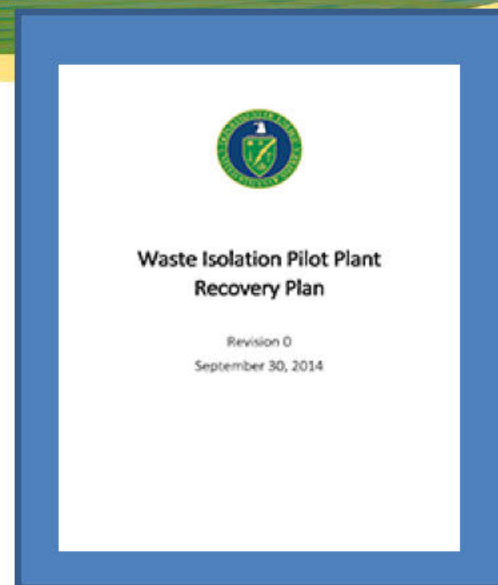 Waste Isolation Pilot Plant
Recovery Plan
Revision 0
September 30, 2014